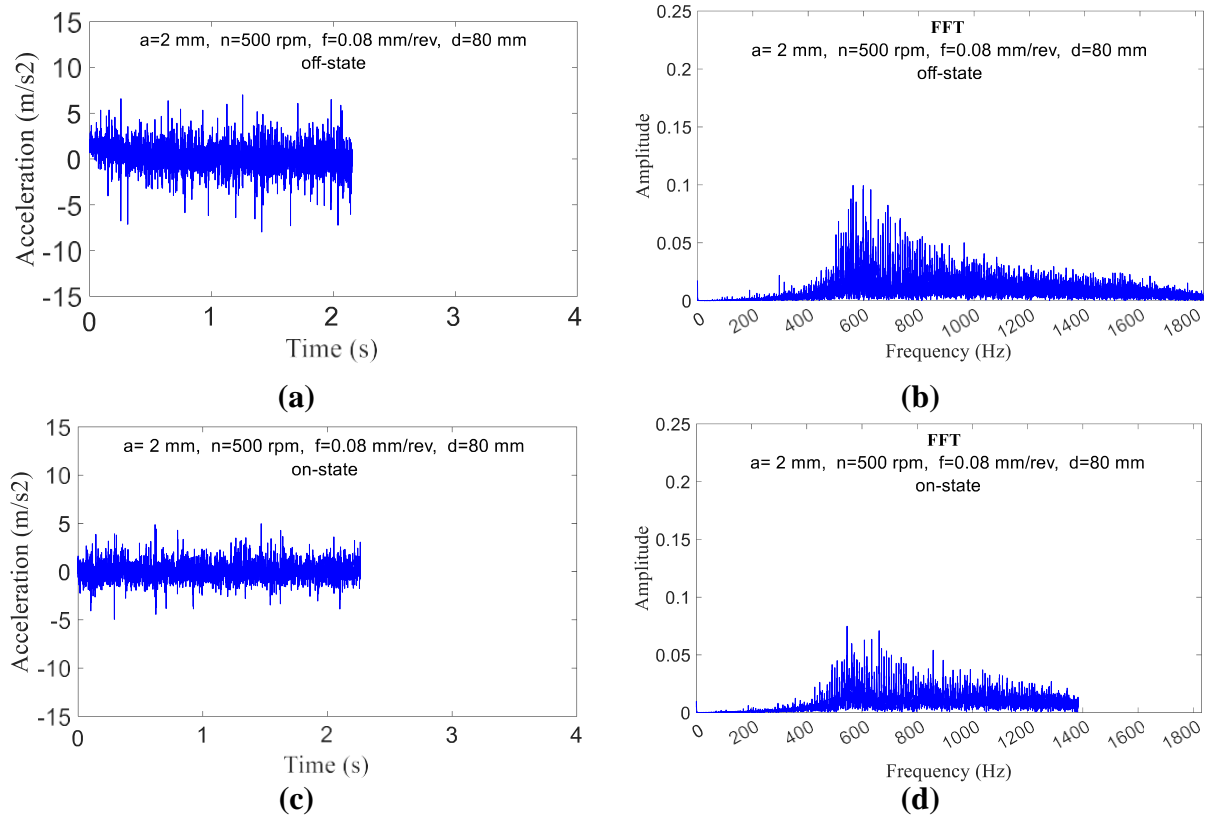 a=2 mm, n=500 rpm, f=0.08 mm/rev, d=80 mm
off-state
Acceleration (m/s2)
15
10
5
0
-5
-10
-15
0 1 2 3 4
Time (s)
(a)
FFT
a= 2 mm, n=500 rpm, f=0.08 mm/rev, d=80 mm
off-state
Amplitude
0.25
0.2
0.15
0.1
0.05
0
0 200 400 600 800 1000 1200 1400 1600 1800
Frequency (Hz)
(b)
a= 2 mm, n=500 rpm, f=0.08 mm/rev, d=80 mm
on-state
Acceleration (m/s2)
15
10
5
0
-5
-10
-15
0 1 2 3 4
Time (s)
(c)
FFT
a= 2 mm, n=500 rpm, f=0.08 mm/rev, d=80 mm
on-state
Amplitude
0.25
0.2
0.15
0.1
0.05
0
0 200 400 600 800 1000 1200 1400 1600 1800
Frequency (Hz)
(d)